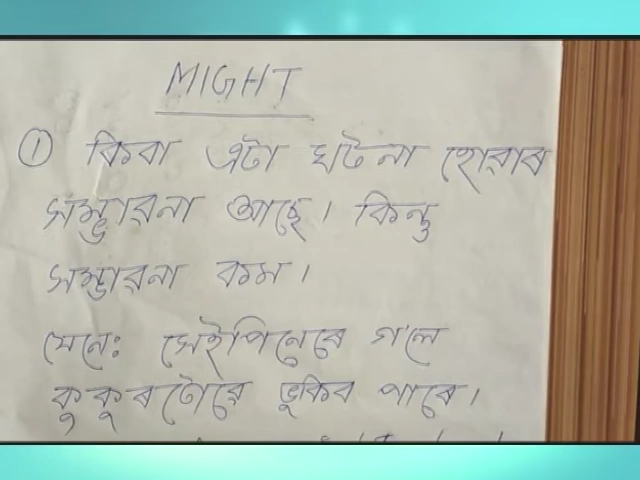 MIGHT
① কিবা এটা ঘটনা হোৱাৰ
সম্ভাৱনা আছে। কিন্তু
সম্ভাৱনা কম।
যেনে: সেইপিনেৰে গলে
কুকুৰটোৱে ভুকিব পাৰে।